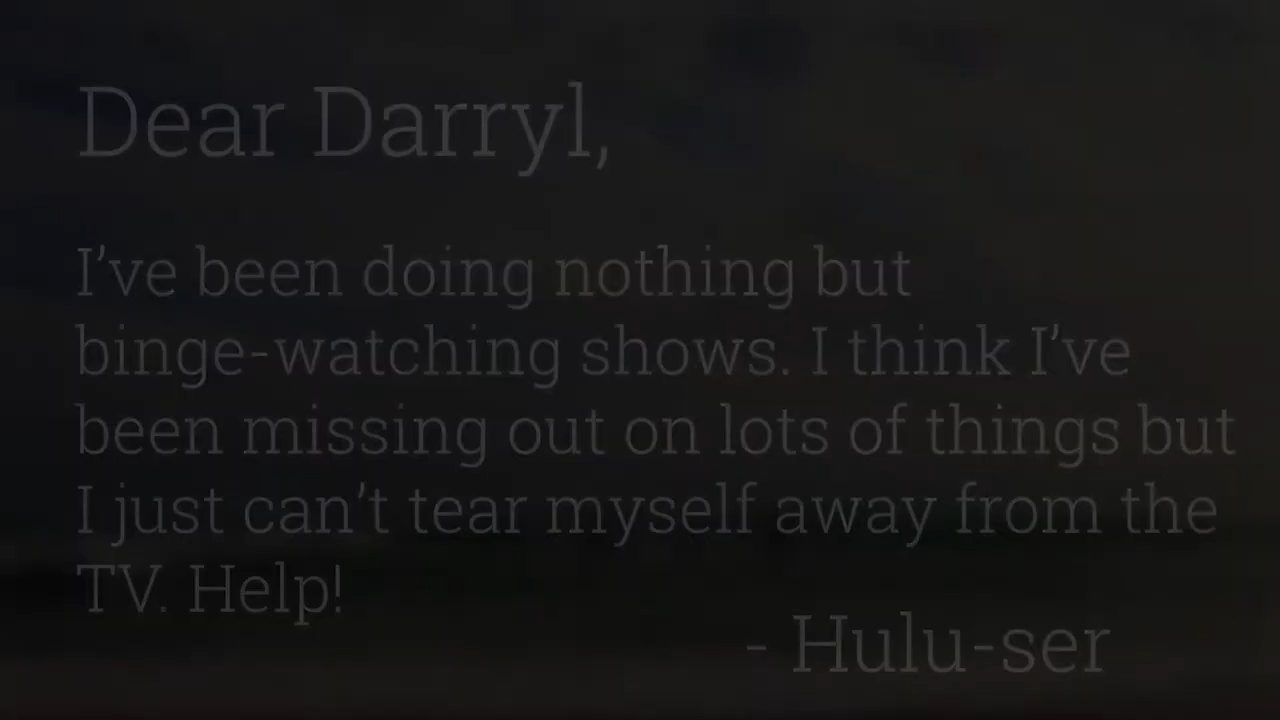 Dear Darryl,
I’ve been doing nothing but
binge-watching shows. I think I’ve
been missing out on lots of things but
I just can’t tear myself away from the
TV. Help!
- Hulu-ser